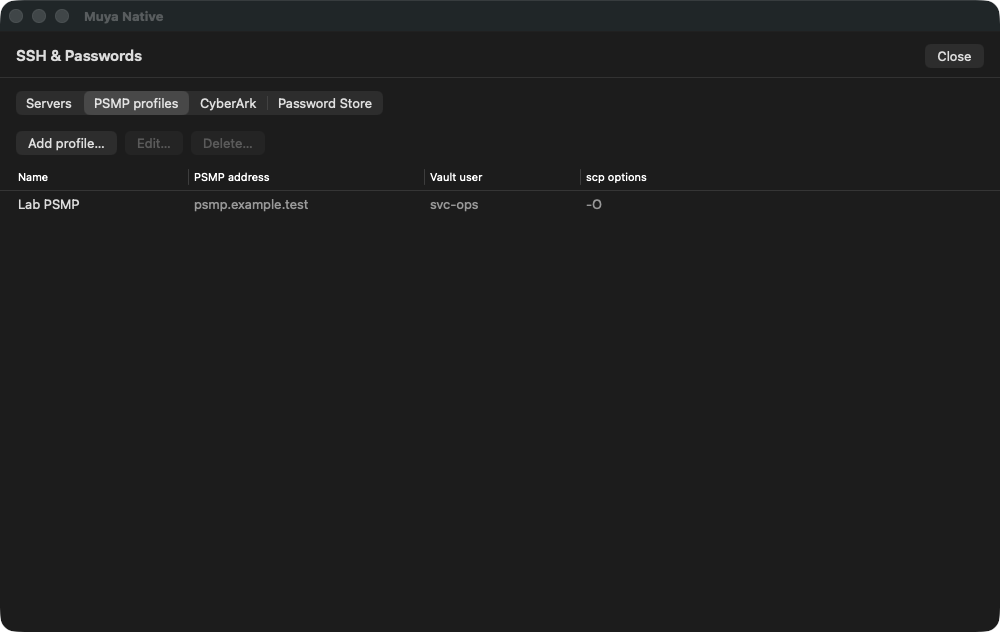 Muya Native
SSH & Passwords
Close
Servers PSMP profiles CyberArk Password Store
Add profile... Edit... Delete...
Name PSMP address Vault user scp options
Lab PSMP psmp.example.test svc-ops -O